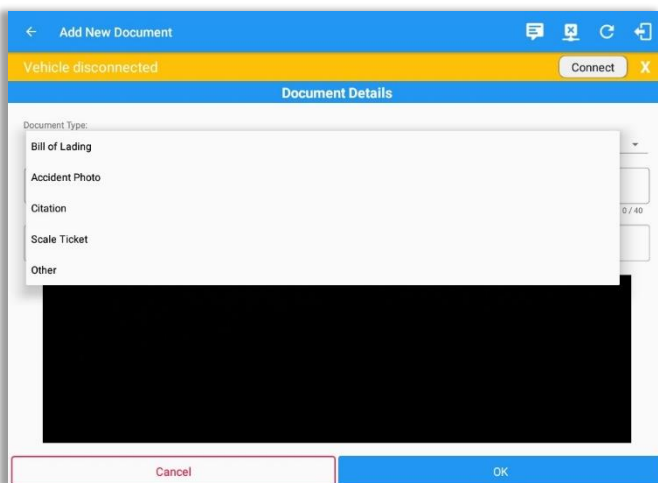 Add New Document
Vehicle disconnected
Connect
X
Document Details
Document Type:
Bill of Lading
Accident Photo
Citation
0 / 40
Scale Ticket
Other
Cancel
OK